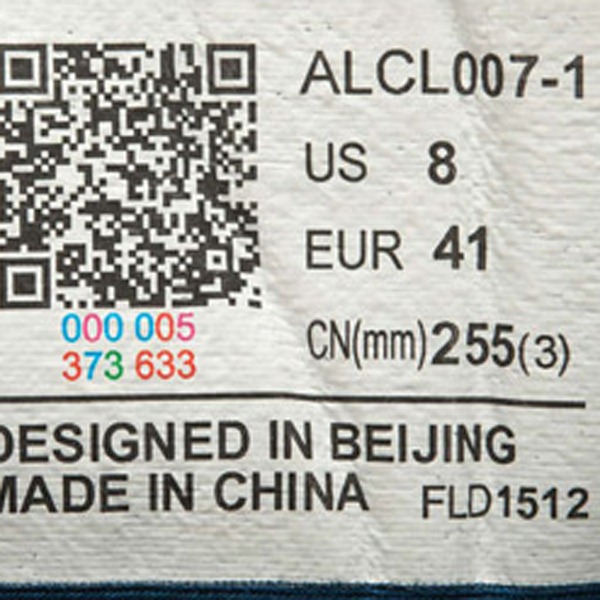 ALCL007-1
US 8
EUR 41
CN(mm)255(3)
000 005
373 633
DESIGNED IN BEIJING
MADE IN CHINA FLD1512